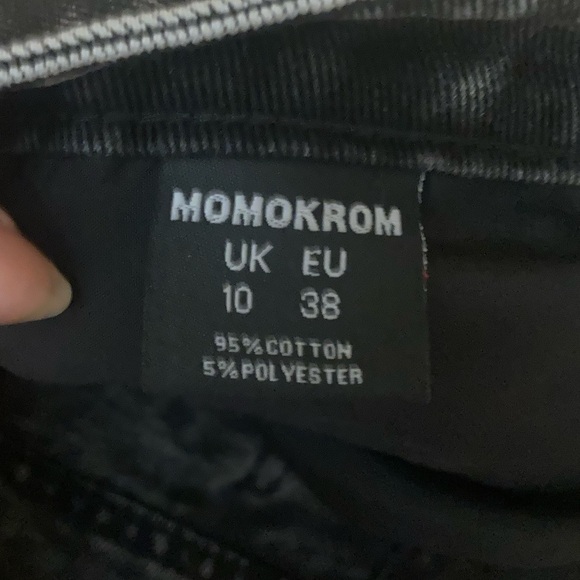 MOMOKROM
UK EU
10 38
95%COTTON
5%POLYESTER